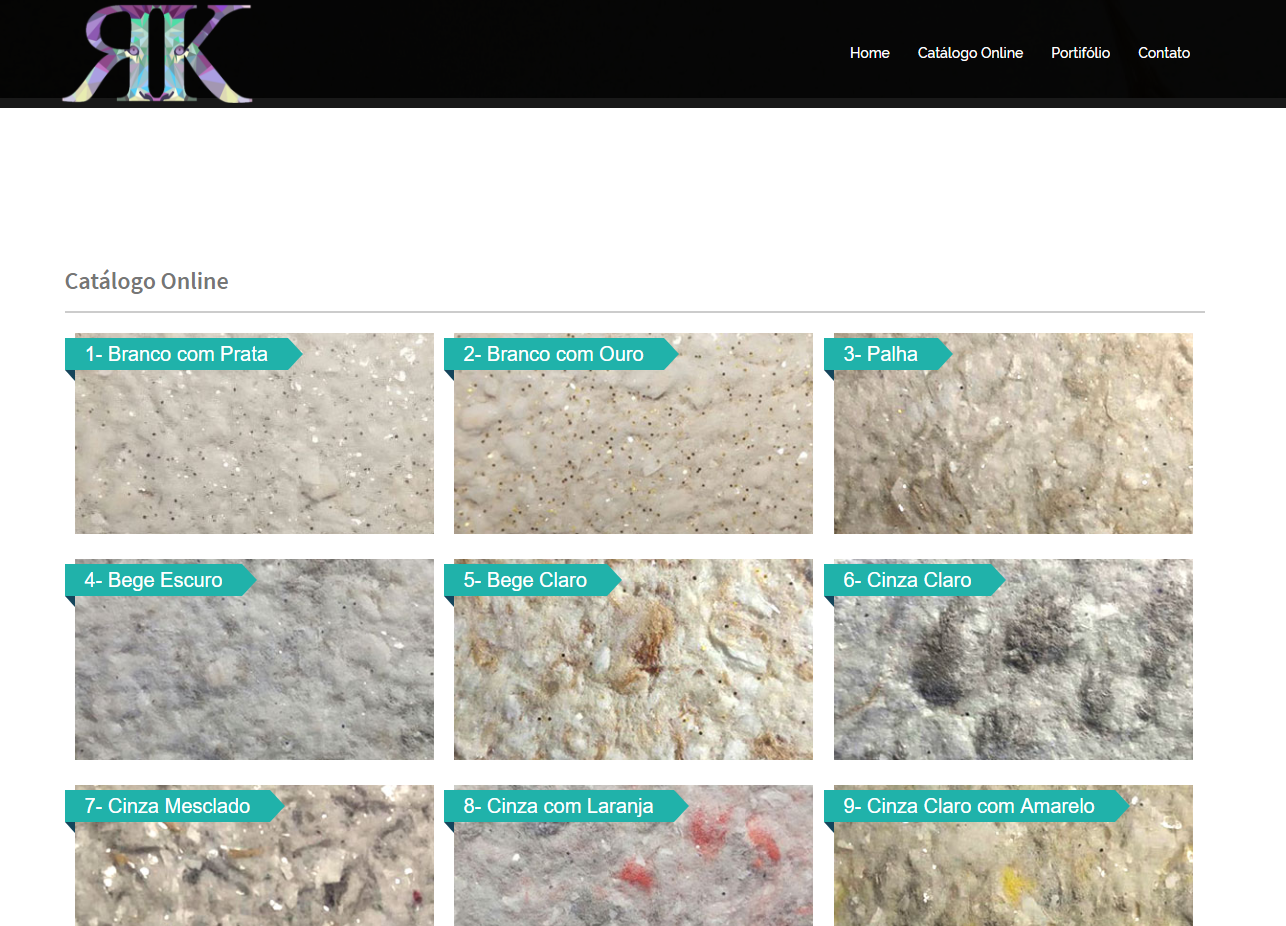 RK
Home Catálogo Online Portifólio Contato
Catálogo Online
1- Branco com Prata
2- Branco com Ouro
3- Palha
4- Bege Escuro
5- Bege Claro
6- Cinza Claro
7- Cinza Mesclado
8- Cinza com Laranja
9- Cinza Claro com Amarelo